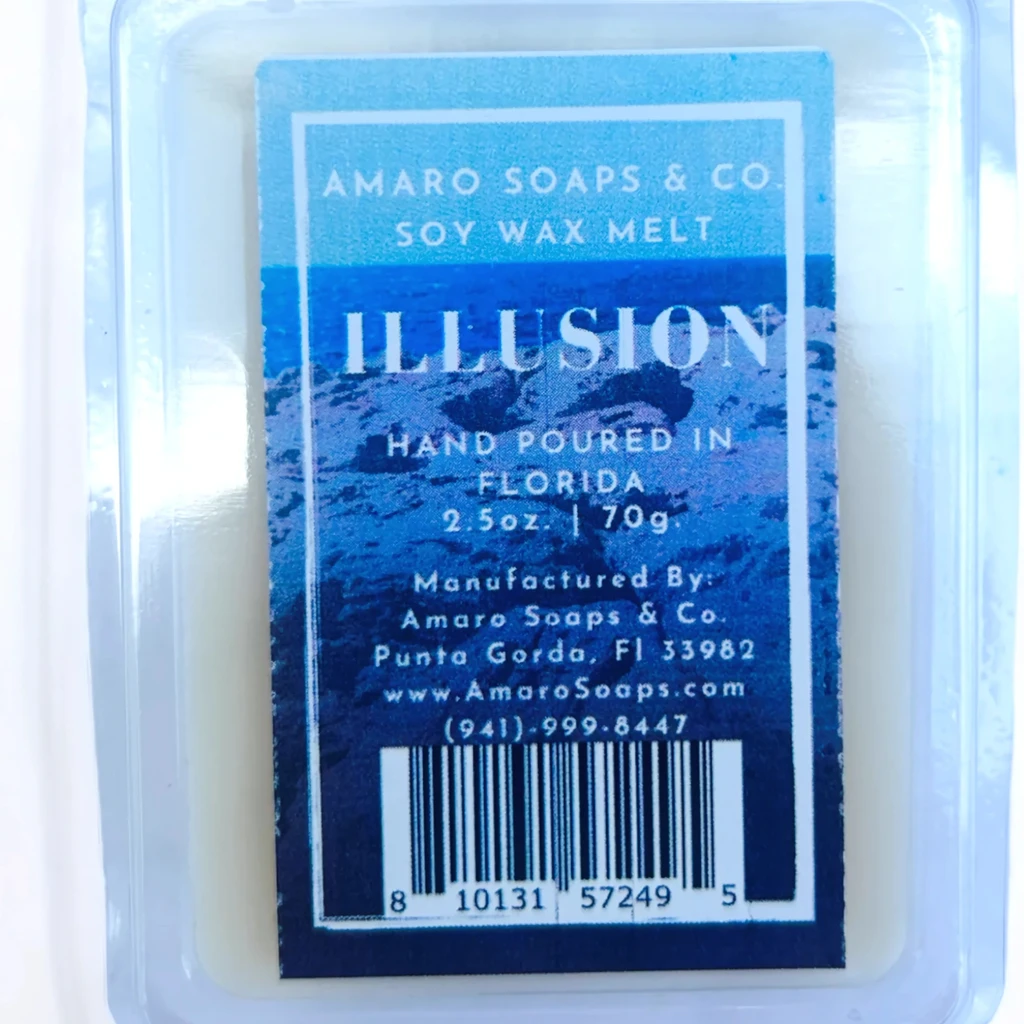 AMARO SOAPS & CO.
SOY WAX MELT
ILLUSION
HAND POURED IN
FLORIDA
2.5oz. | 70g.
Manufactured By:
Amaro Soaps & Co.
Punta Gorda, Fl 33982
www.AmaroSoaps.com
(941)-999-8447
8 10131 57249 5